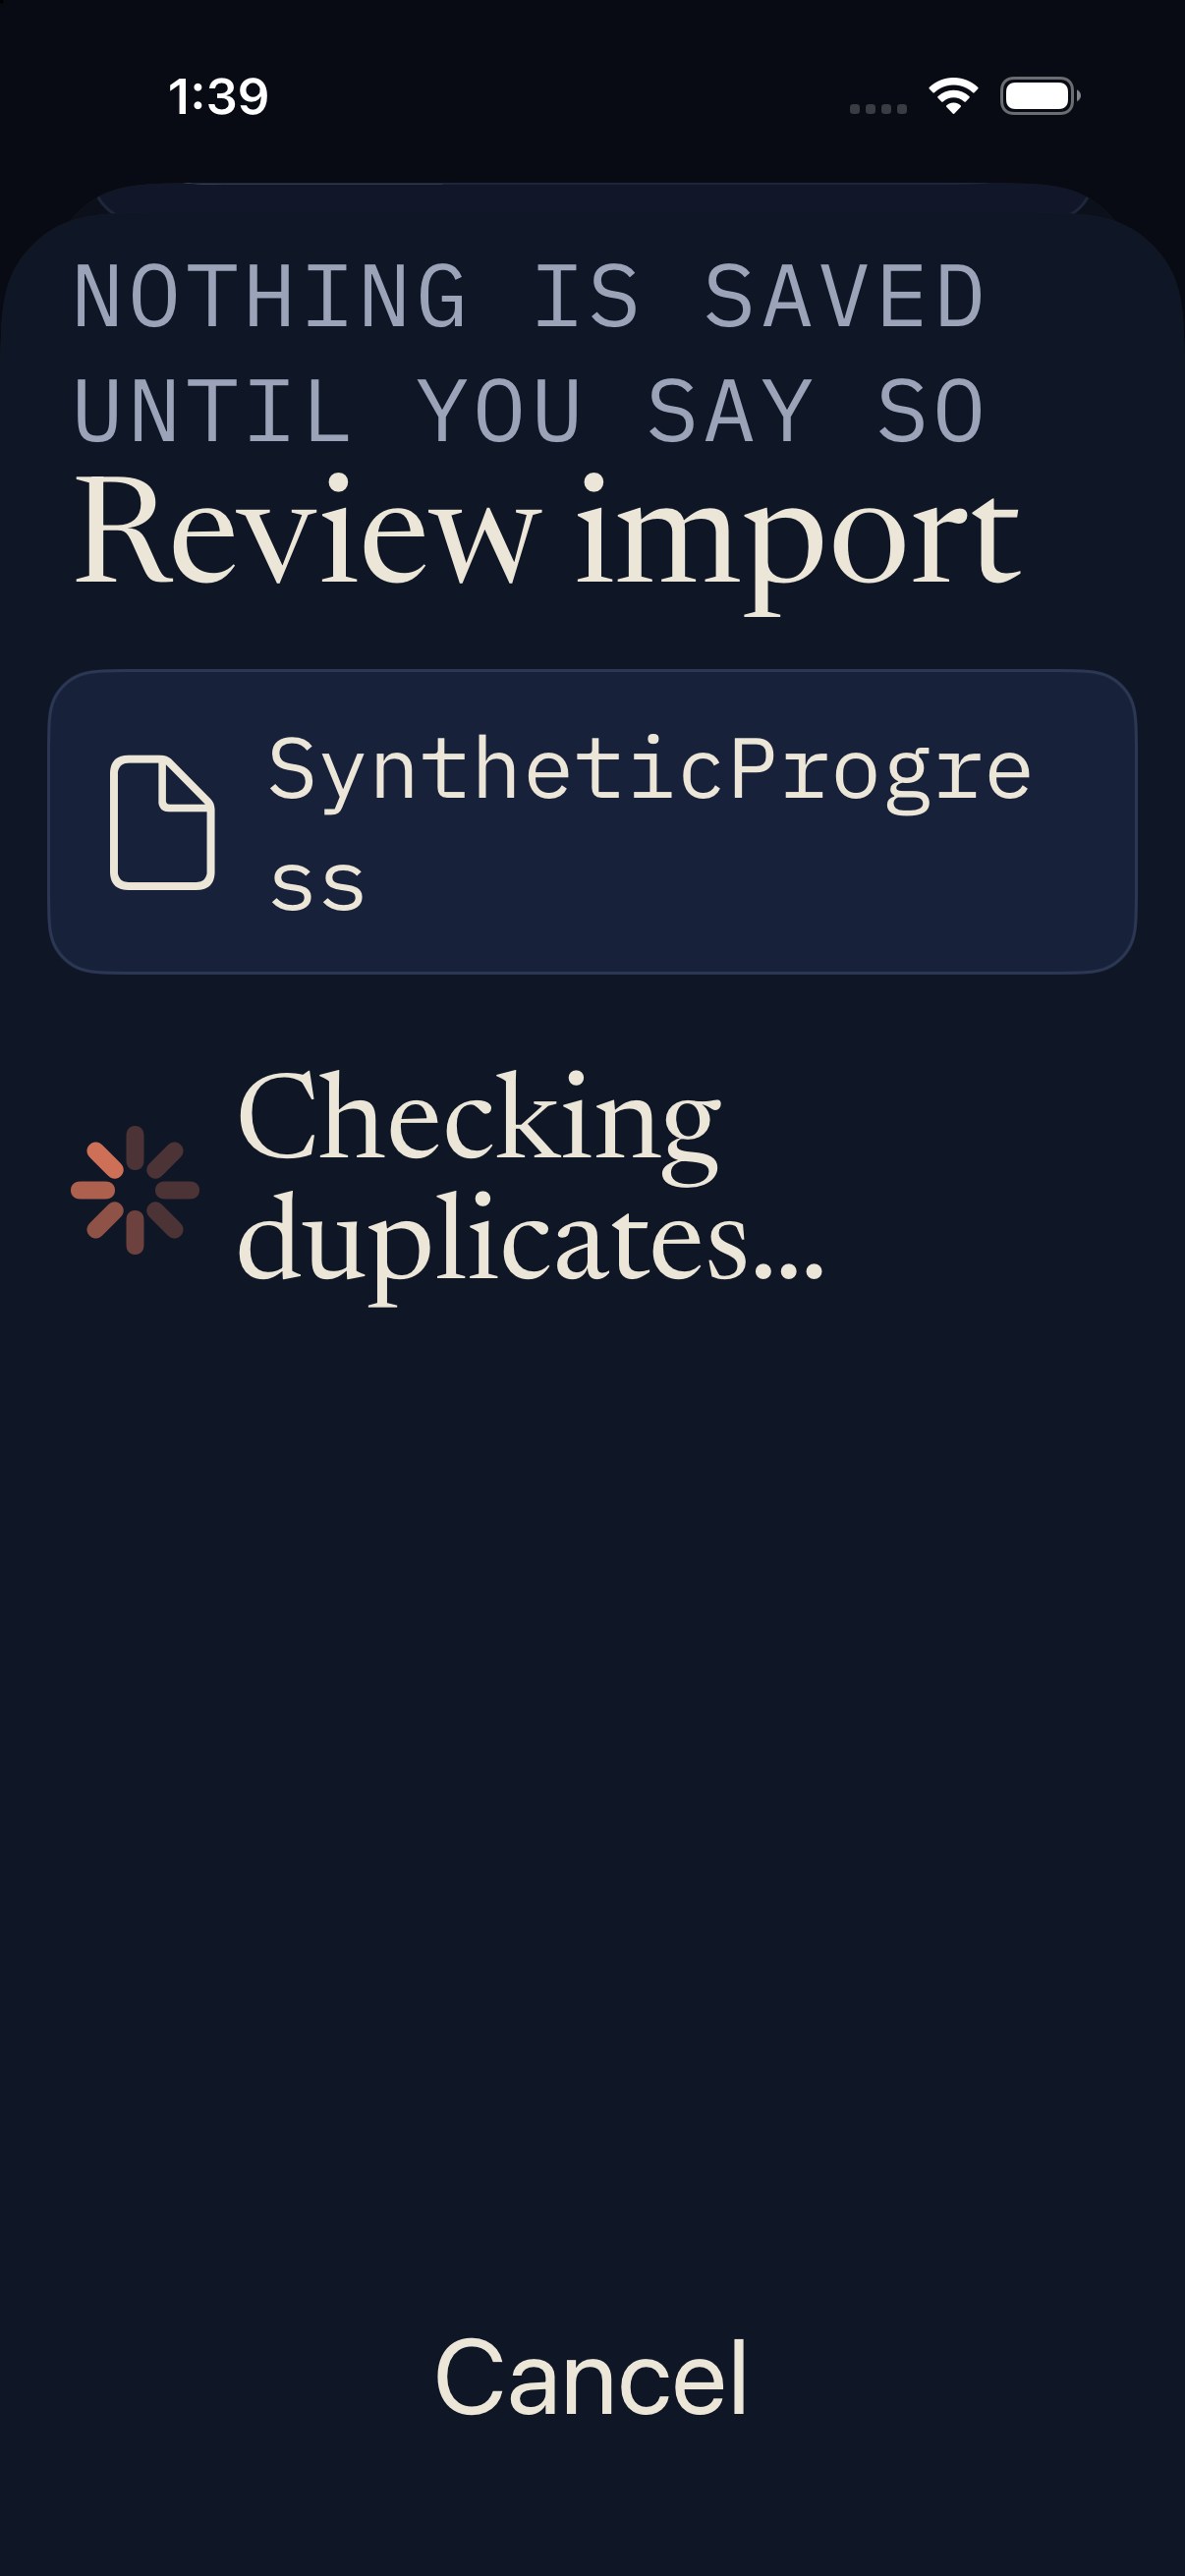 1:39
NOTHING IS SAVED
UNTIL YOU SAY SO
Review import
SyntheticProgre
ss
Checking
duplicates...
Cancel